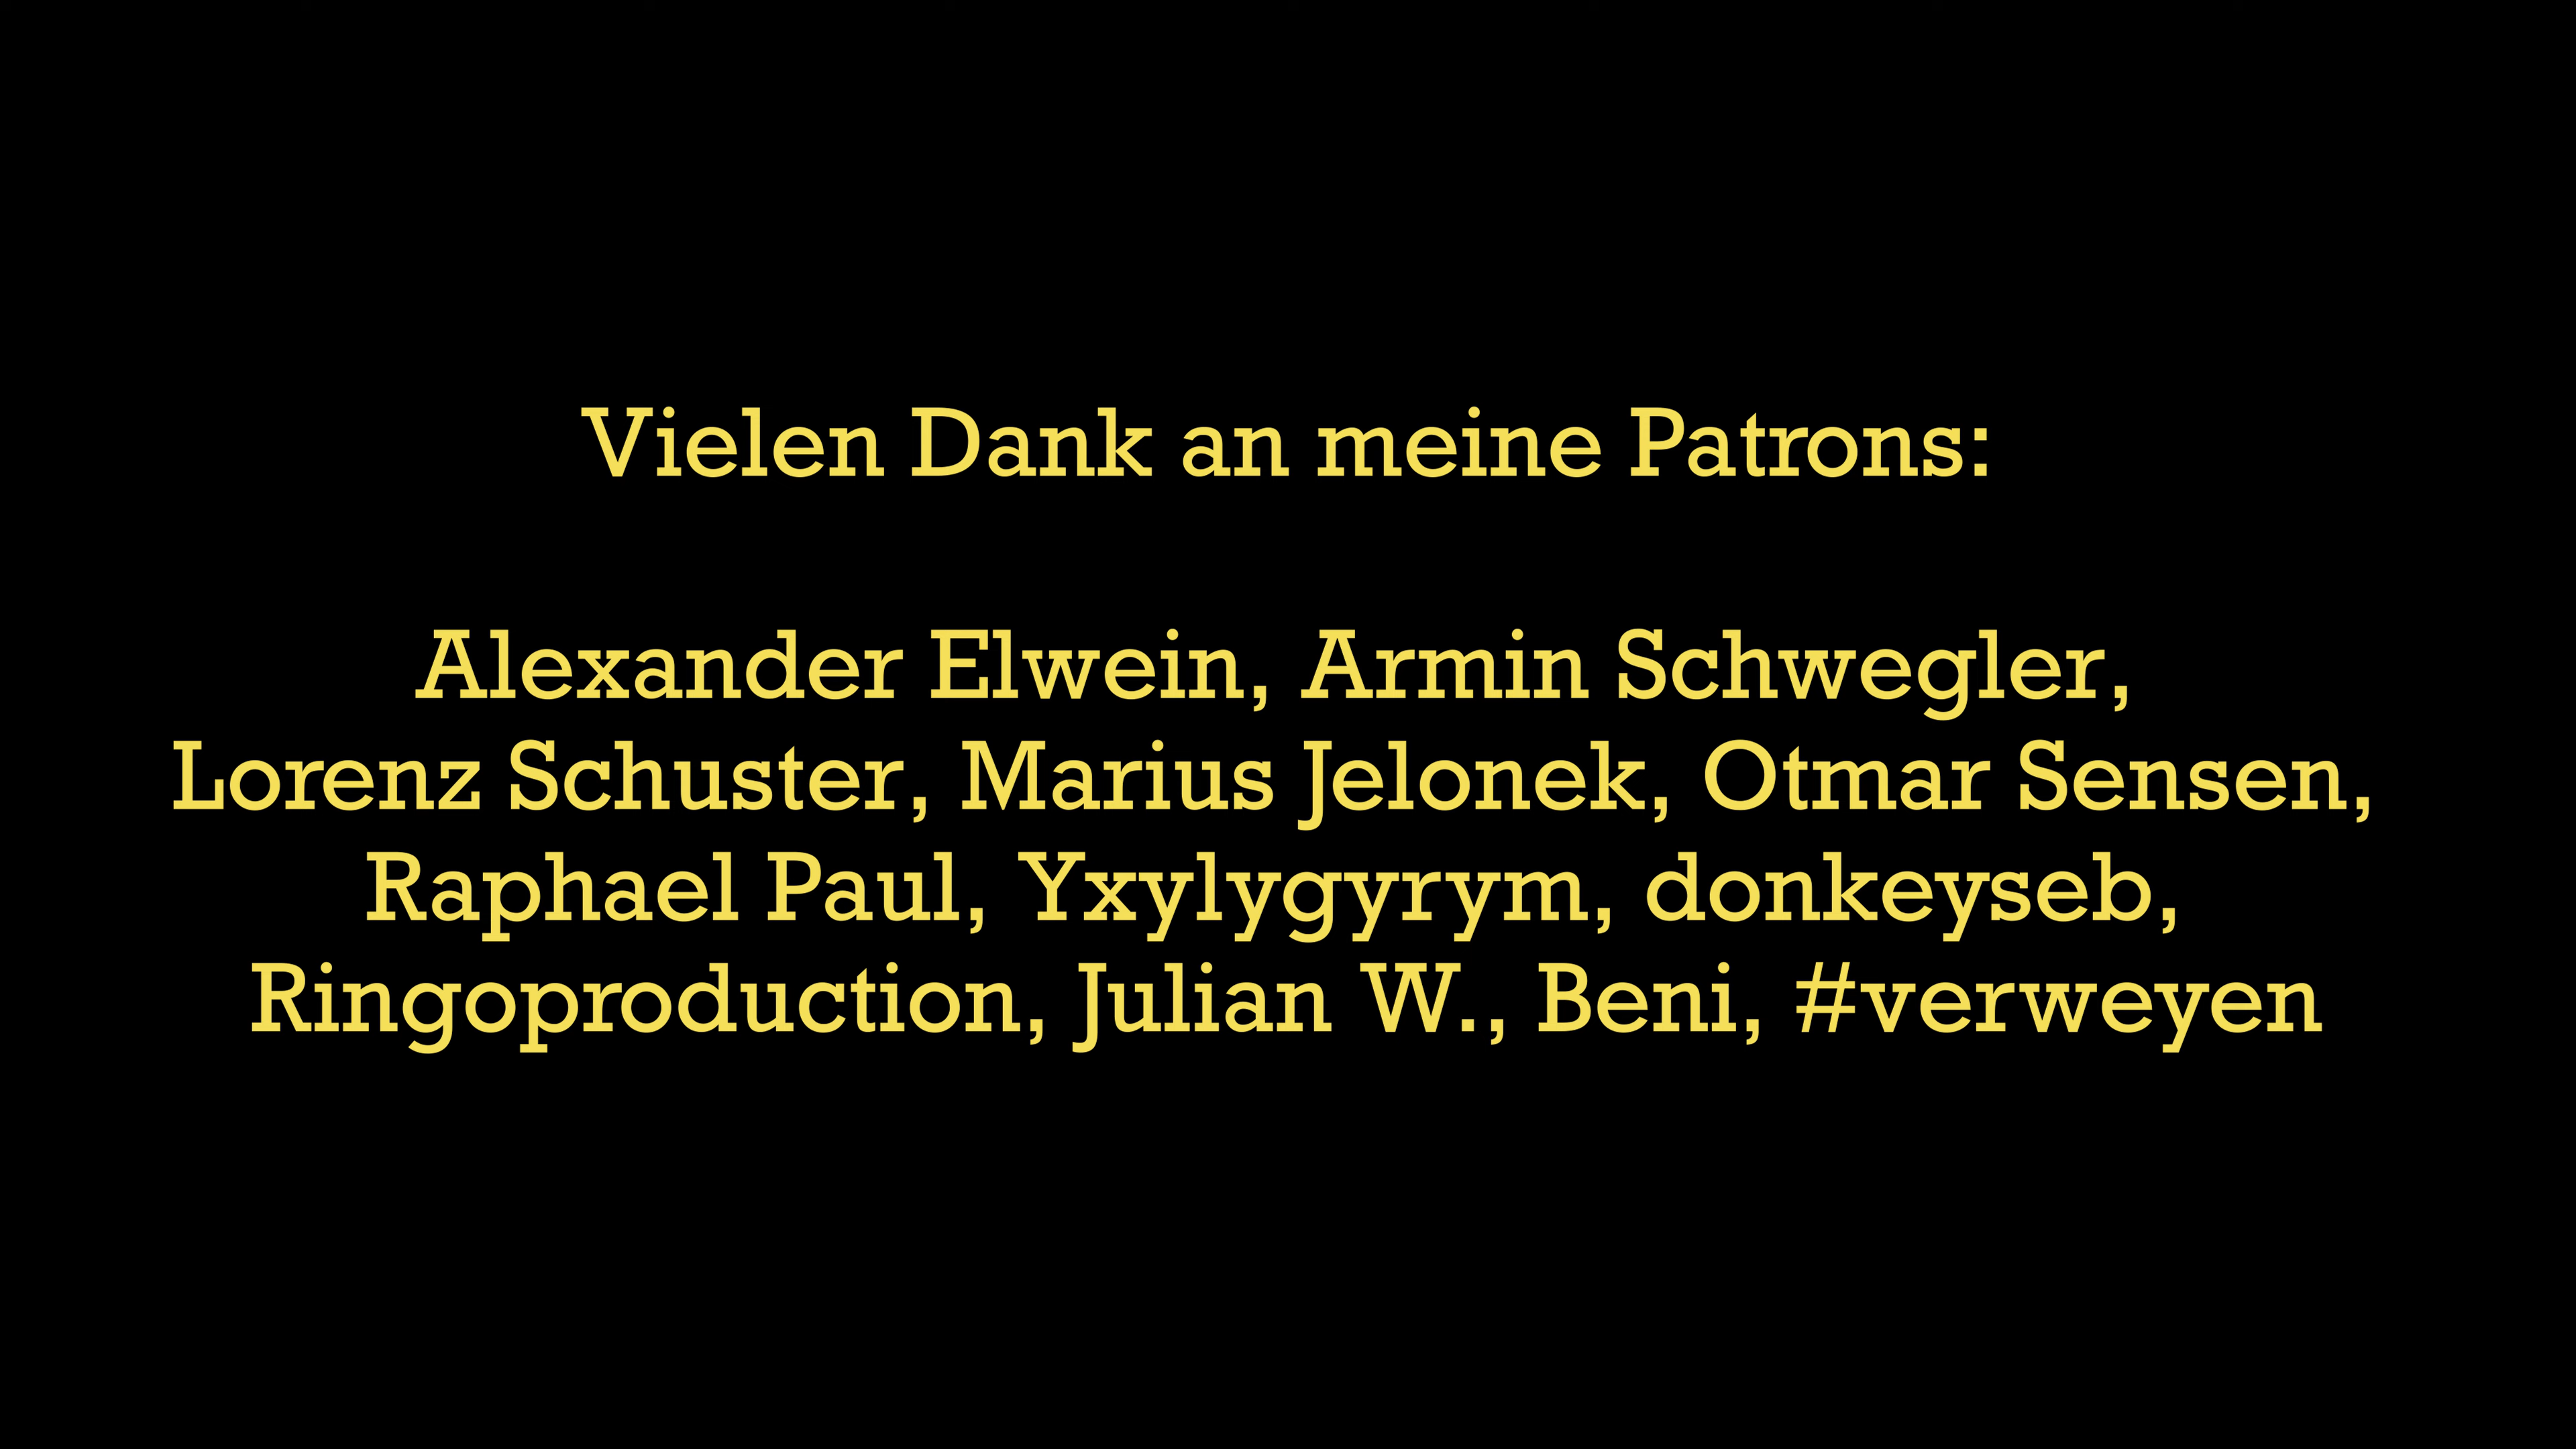 Vielen Dank an meine Patrons:
Alexander Elwein, Armin Schwegler,
Lorenz Schuster, Marius Jelonek, Otmar Sensen,
Raphael Paul, Yxylygyrym, donkeyseb,
Ringoproduction, Julian W., Beni, #verweyen